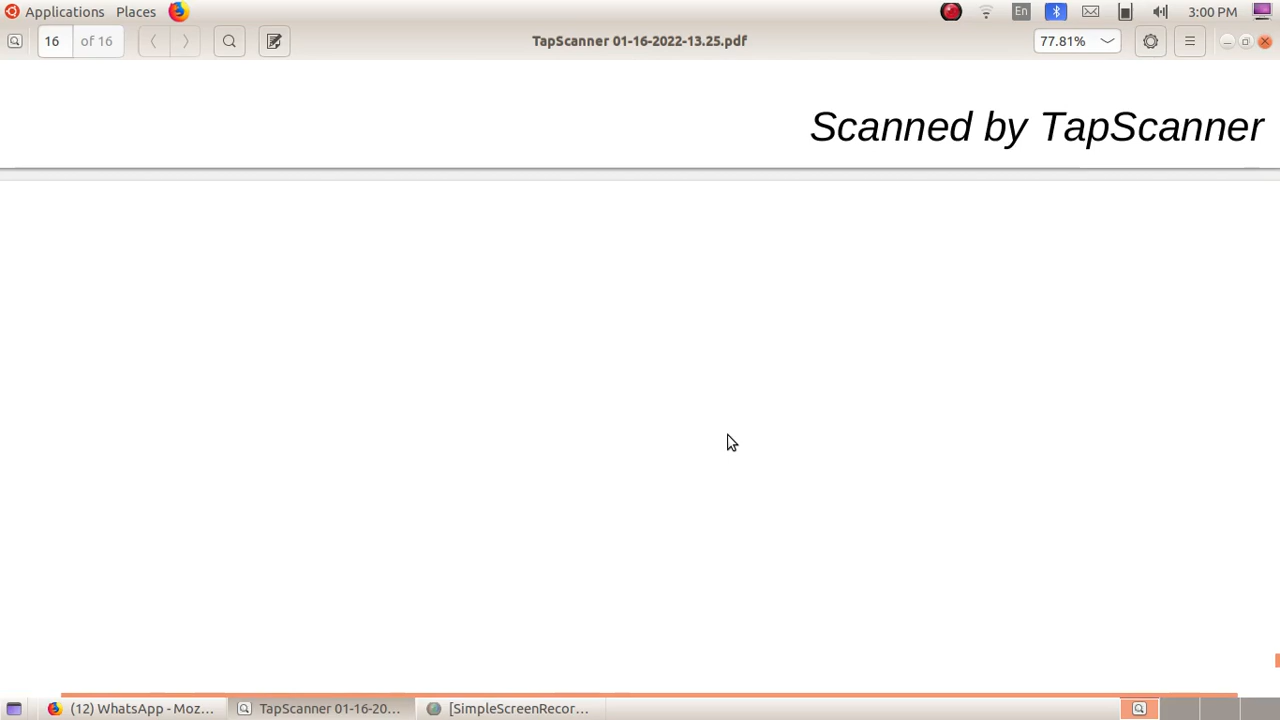 Applications Places En 3:00 PM
16 of 16 TapScanner 01-16-2022-13.25.pdf 77.81%
Scanned by TapScanner
(12) WhatsApp - Moz... TapScanner 01-16-20... [SimpleScreenRecor...